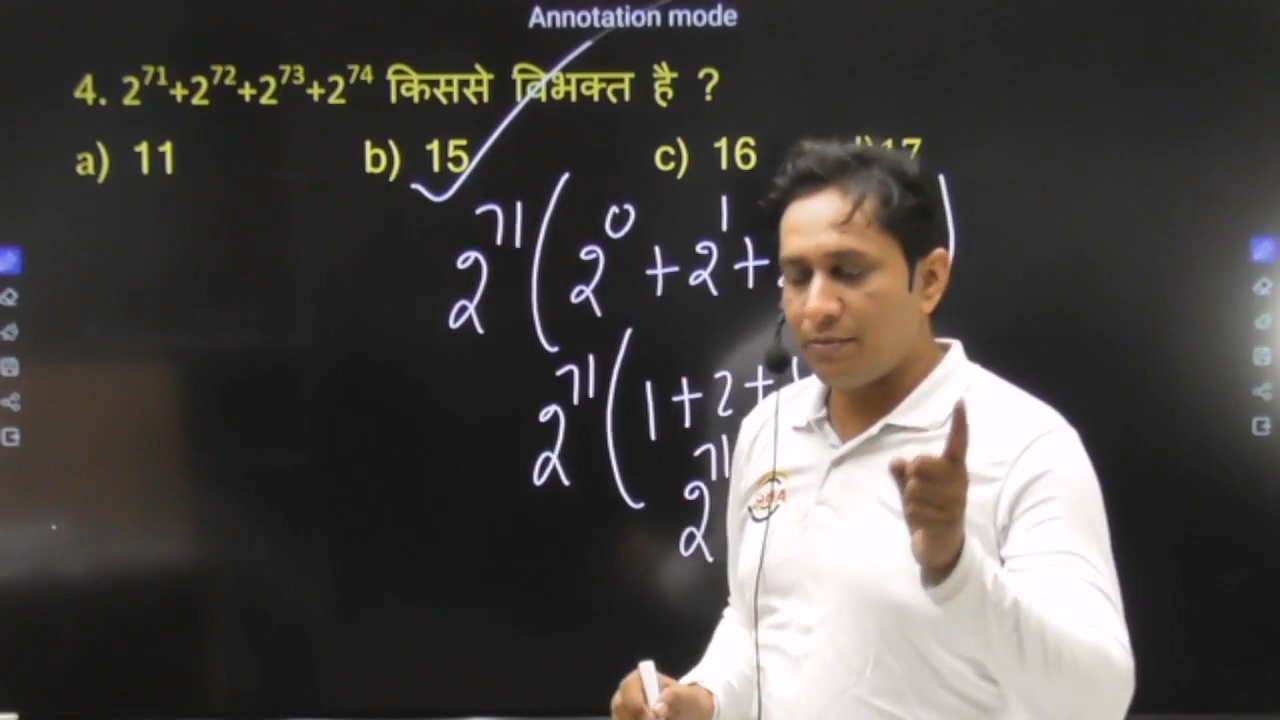 Annotation mode
4. 2⁷¹+2⁷²+2⁷³+2⁷⁴ किससे विभक्त है ?
a) 11 b) 15 c) 16 17
2⁷¹(2⁰+2¹+ )
2⁷¹(1+2+
2⁷¹